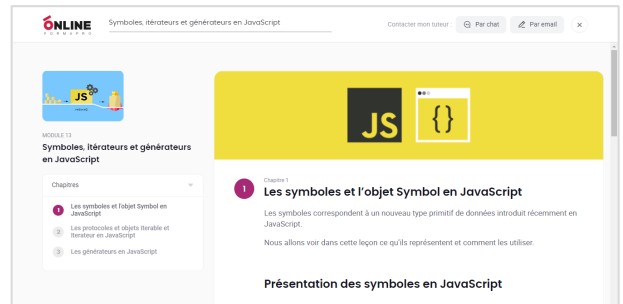 ONLINE
FORMAPRO
Symboles, itérateurs et générateurs en JavaScript
Contacter mon tuteur :
Par chat
Par email
x
JS
MODULE 13
Symboles, itérateurs et générateurs
en JavaScript
Chapitres
1 Les symboles et l'objet Symbol en
JavaScript
2 Les protocoles et objets Iterable et
Iterateur en JavaScript
3 Les générateurs en JavaScript
JS {}
Chapitre 1
1 Les symboles et l'objet Symbol en JavaScript
Les symboles correspondent à un nouveau type primitif de données introduit récemment en
JavaScript.
Nous allons voir dans cette leçon ce qu'ils représentent et comment les utiliser.
Présentation des symboles en JavaScript